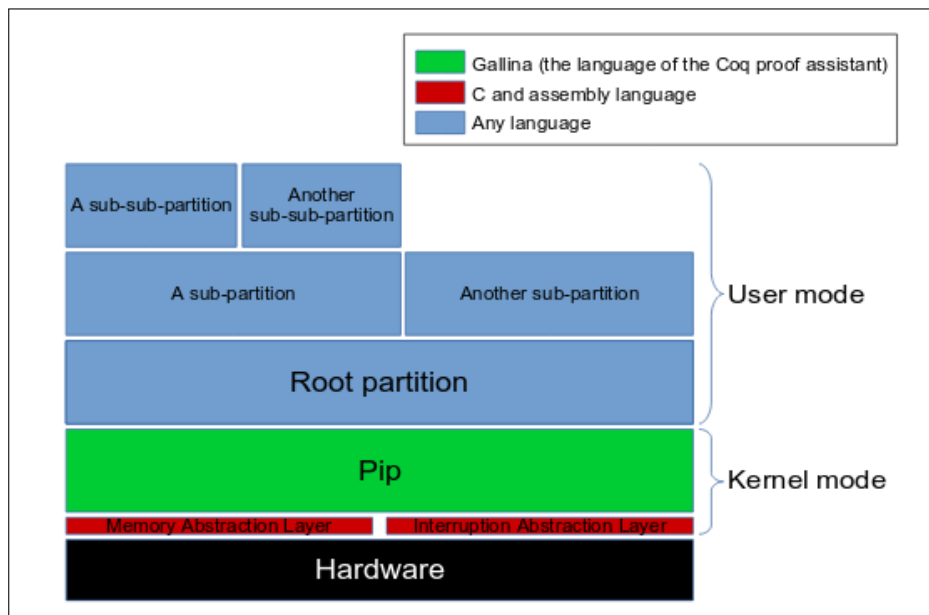 Gallina (the language of the Coq proof assistant)
C and assembly language
Any language
A sub-sub-partition
Another
sub-sub-partition
A sub-partition
Another sub-partition
User mode
Root partition
Pip
Kernel mode
Memory Abstraction Layer
Interruption Abstraction Layer
Hardware